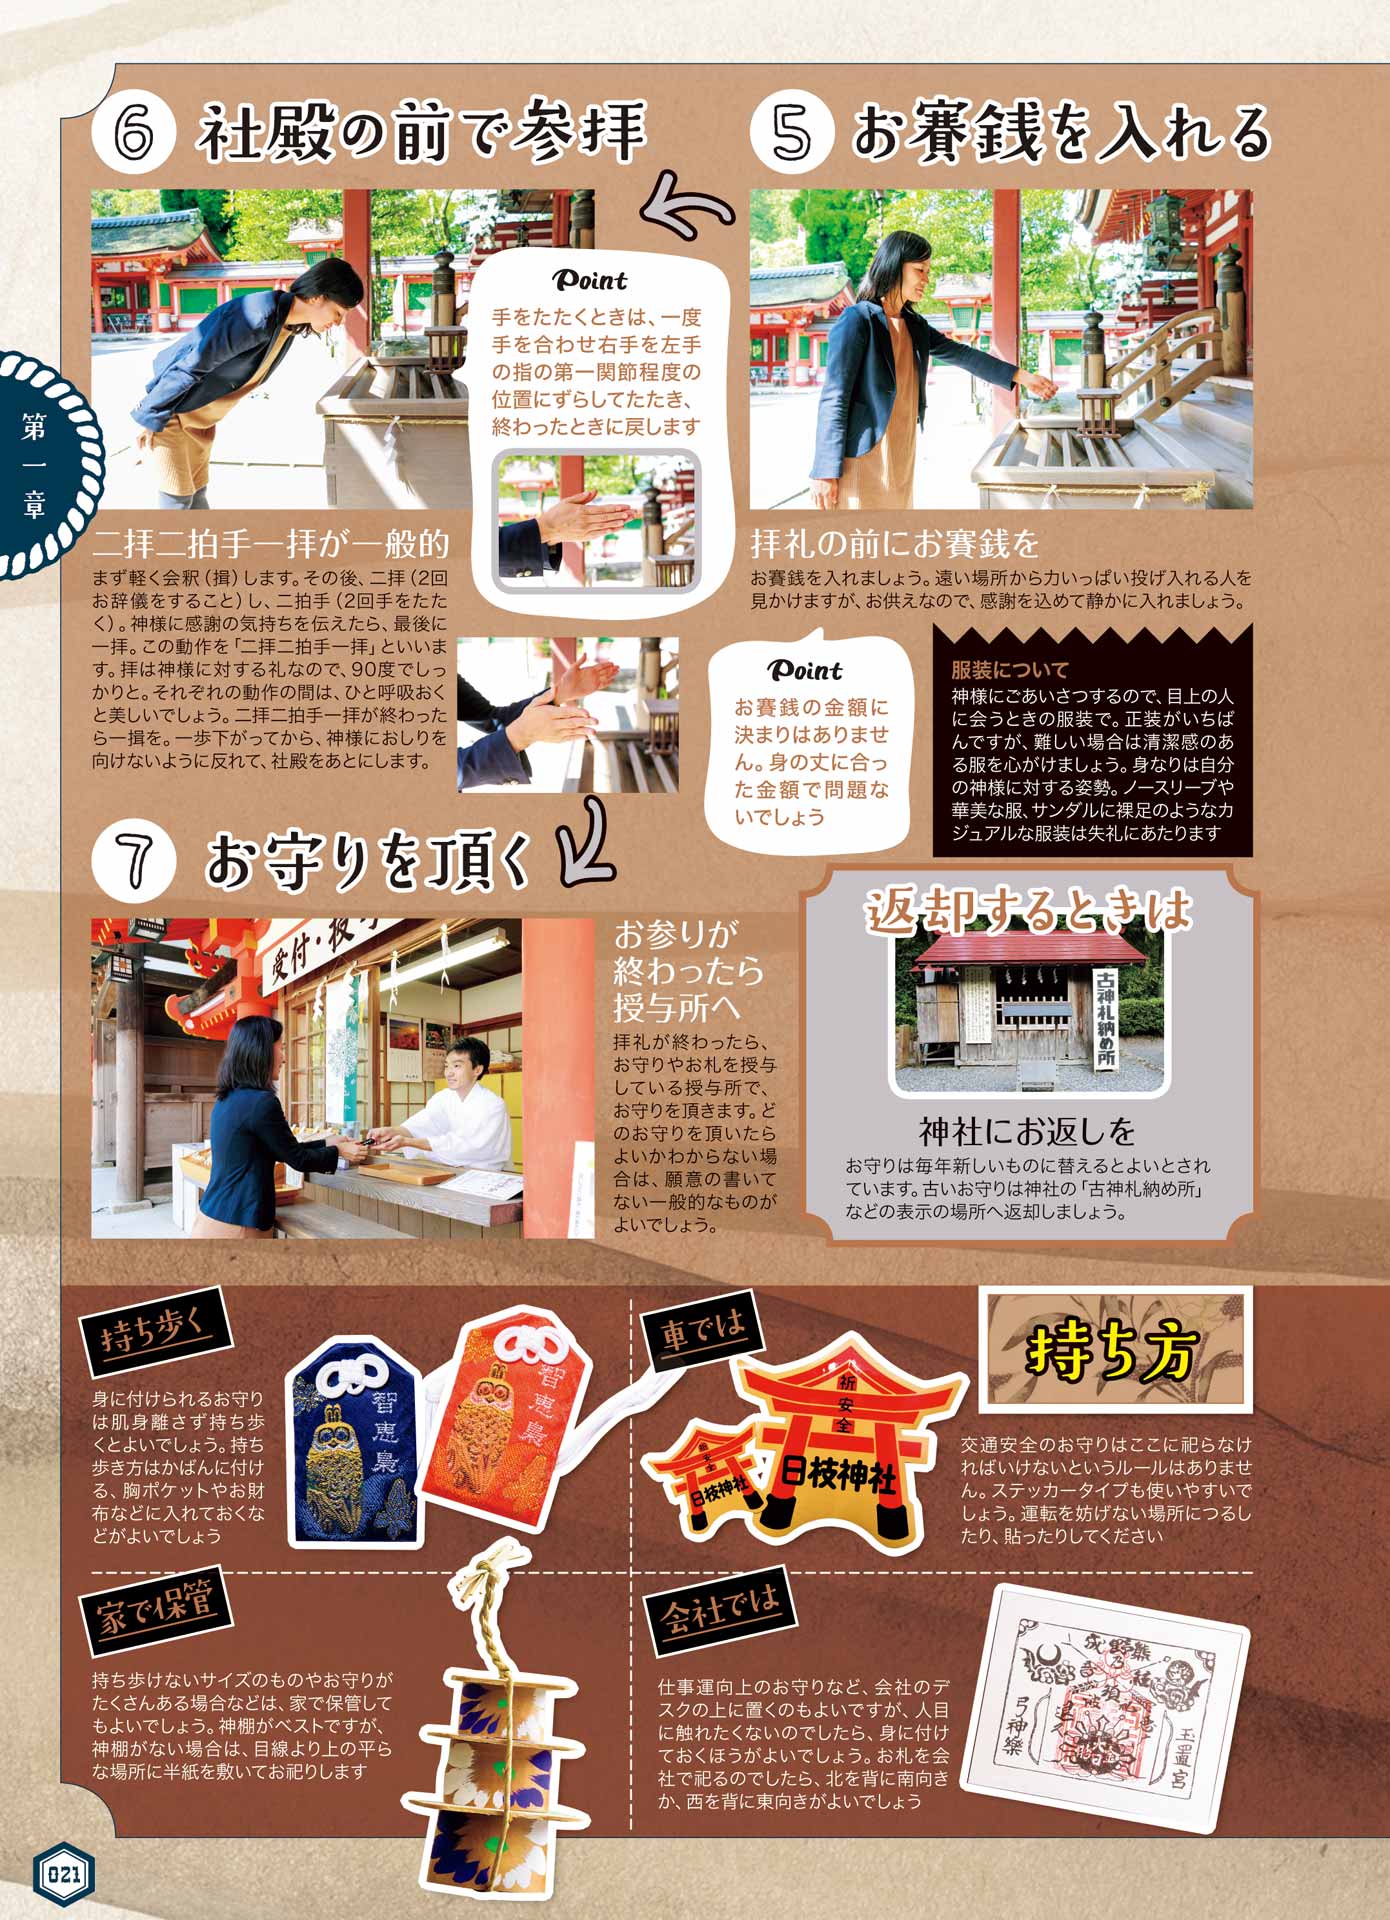 第一章
5 お賽銭を入れる
拝礼の前にお賽銭を
お賽銭を入れましょう。遠い場所から力いっぱい投げ入れる人を
見かけますが、お供えなので、感謝を込めて静かに入れましょう。
Point
お賽銭の金額に
決まりはありませ
ん。身の丈に合っ
た金額で問題な
いでしょう
服装について
神様にごあいさつするので、目上の人
に会うときの服装で。正装がいちば
んですが、難しい場合は清潔感のあ
る服を心がけましょう。身なりは自分
の神様に対する姿勢。ノースリーブや
華美な服、サンダルに裸足のようなカ
ジュアルな服装は失礼にあたります
6 社殿の前で参拝
Point
手をたたくときは、一度
手を合わせ右手を左手
の指の第一関節程度の
位置にずらしてたたき、
終わったときに戻します
二拝二拍手一拝が一般的
まず軽く会釈（揖）します。その後、二拝（2回
お辞儀をすること）し、二拍手（2回手をたた
く）。神様に感謝の気持ちを伝えたら、最後に
一拝。この動作を「二拝二拍手一拝」といいま
す。拝は神様に対する礼なので、90度でしっ
かりと。それぞれの動作の間は、ひと呼吸おく
と美しいでしょう。二拝二拍手一拝が終わった
ら一揖を。一歩下がってから、神様におしりを
向けないように反れて、社殿をあとにします。
7 お守りを頂く
受付・授与
お参りが
終わったら
授与所へ
拝礼が終わったら、
お守りやお札を授与
している授与所で、
お守りを頂きます。ど
のお守りを頂いたら
よいかわからない場
合は、願意の書いて
ない一般的なものが
よいでしょう。
返却するときは
古神札納め所
神社にお返しを
お守りは毎年新しいものに替えるとよいとされ
ています。古いお守りは神社の「古神札納め所」
などの表示の場所へ返却しましょう。
持ち方
持ち歩く
身に付けられるお守り
は肌身離さず持ち歩
くとよいでしょう。持ち
歩き方はかばんに付け
る、胸ポケットやお財
布などに入れておくな
どがよいでしょう
智恵梟
智恵梟
車では
祈安全
日枝神社
日枝神社
交通安全のお守りはここに祀らなけ
ればいけないというルールはありませ
ん。ステッカータイプも使いやすいで
しょう。運転を妨げない場所につるし
たり、貼ったりしてください
家で保管
持ち歩けないサイズのものやお守りが
たくさんある場合などは、家で保管して
もよいでしょう。神棚がベストですが、
神棚がない場合は、目線より上の平ら
な場所に半紙を敷いてお祀りします
会社では
仕事運向上のお守りなど、会社のデ
スクの上に置くのもよいですが、人目
に触れたくないのでしたら、身に付け
ておくほうがよいでしょう。お札を会
社で祀るのでしたら、北を背に南向き
か、西を背に東向きがよいでしょう
玉置宮
弓神樂
021